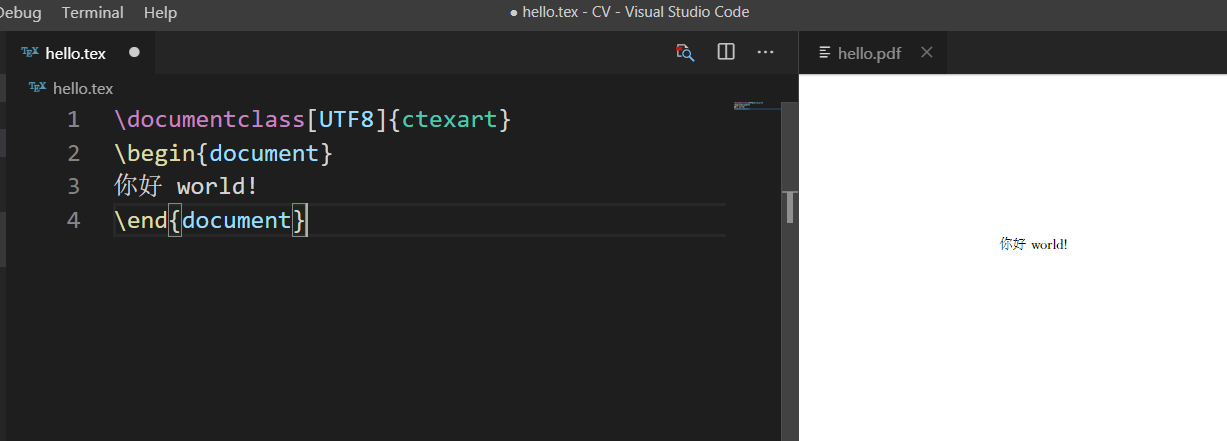 Debug Terminal Help
● hello.tex - CV - Visual Studio Code
TEX hello.tex ●
hello.pdf
TEX hello.tex
1 \documentclass[UTF8]{ctexart}
2 \begin{document}
3 你好 world!
4 \end{document}
你好 world!